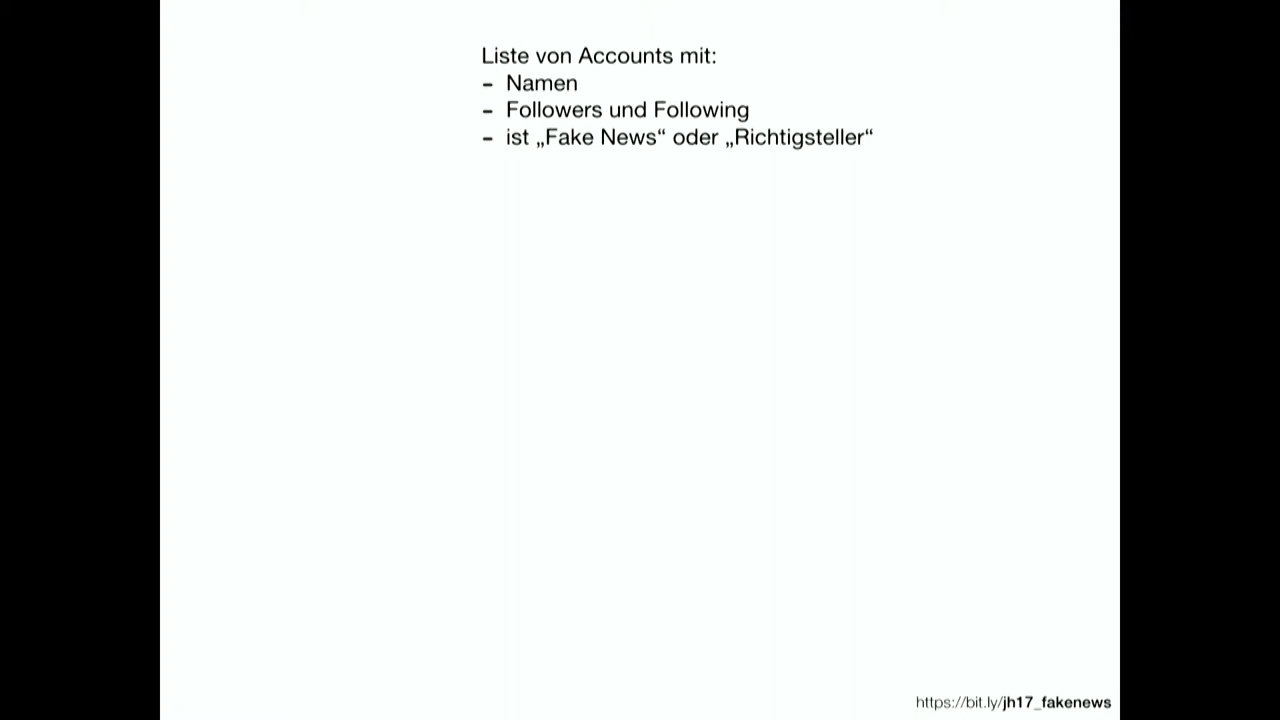 Liste von Accounts mit:
- Namen
- Followers und Following
- ist „Fake News“ oder „Richtigsteller“
https://bit.ly/jh17_fakenews